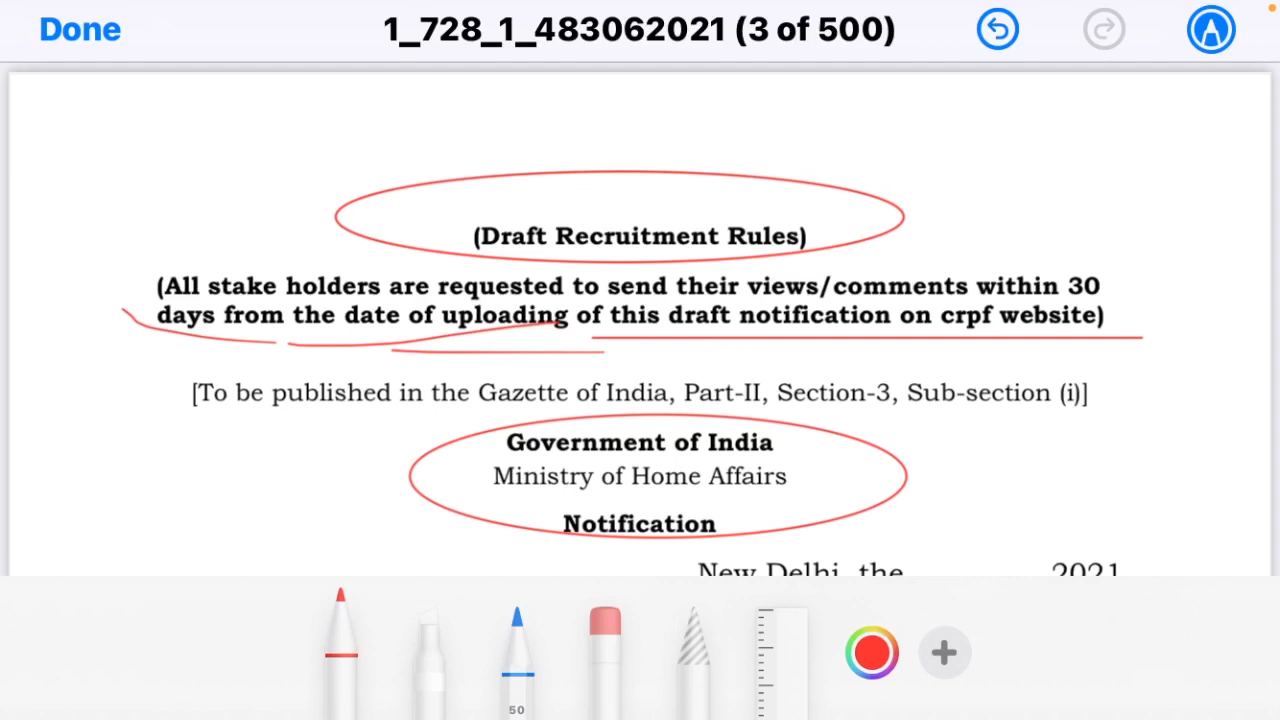 Done
1_728_1_483062021 (3 of 500)
(Draft Recruitment Rules)
(All stake holders are requested to send their views/comments within 30
days from the date of uploading of this draft notification on crpf website)
[To be published in the Gazette of India, Part-II, Section-3, Sub-section (i)]
Government of India
Ministry of Home Affairs
Notification
New Delhi, the 2021
50